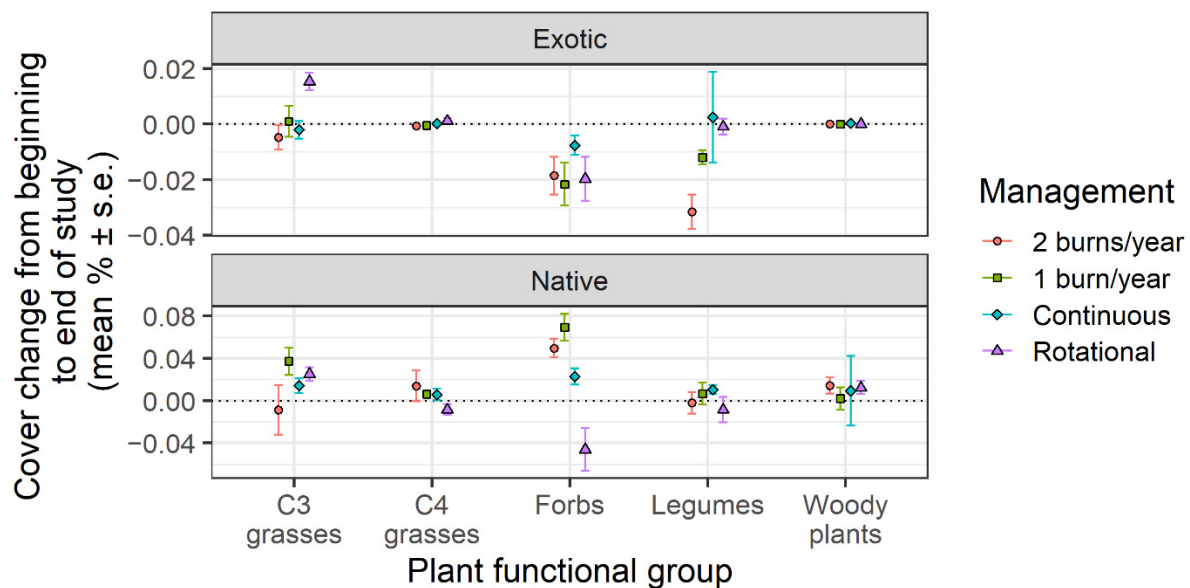 Exotic
0.02
0.00
−0.02
−0.04
Native
0.08
0.04
0.00
−0.04
C3
grasses
C4
grasses
Forbs
Legumes
Woody
plants
Plant functional group
Cover change from beginning
to end of study
(mean % ± s.e.)
Management
2 burns/year
1 burn/year
Continuous
Rotational